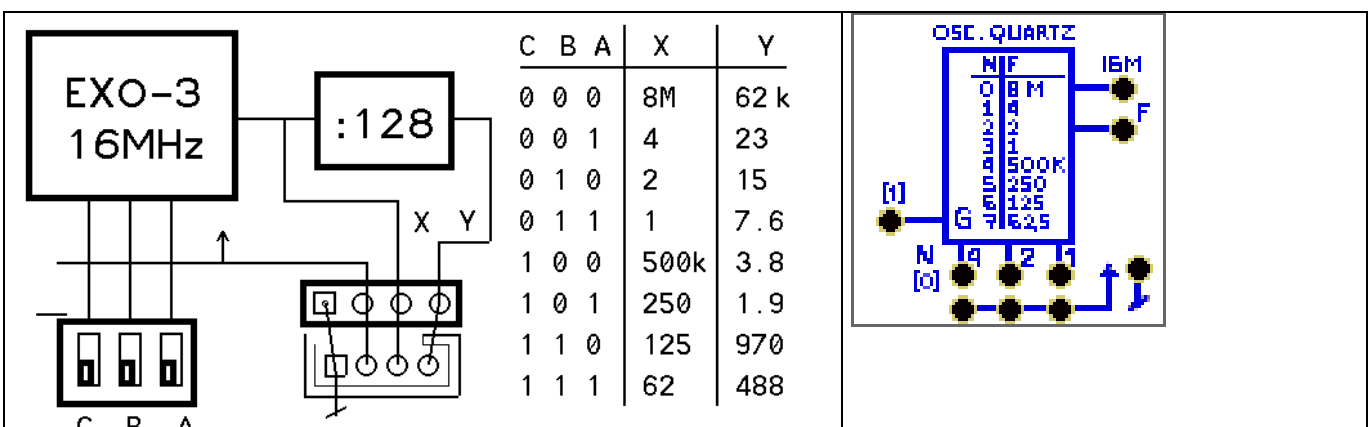 EXO-3
16MHz
:128
X Y
C B A
C B A X Y
0 0 0 8M 62 k
0 0 1 4 23
0 1 0 2 15
0 1 1 1 7.6
1 0 0 500k 3.8
1 0 1 250 1.9
1 1 0 125 970
1 1 1 62 488
OSC.QUARTZ
N F
0 8 M
1 4
2 2
3 1
4 500K
5 250
6 125
7 62,5
16M
F
[1]
G
N 4 2 1
[0]